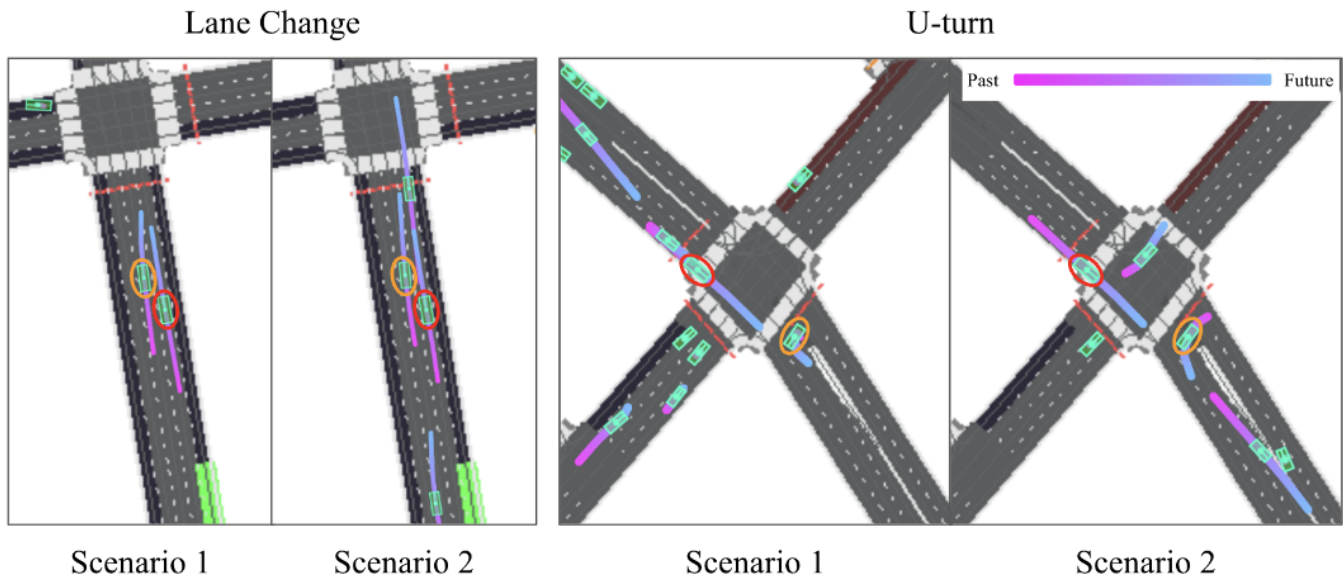 Lane Change
U-turn
Past
Future
Scenario 1
Scenario 2
Scenario 1
Scenario 2